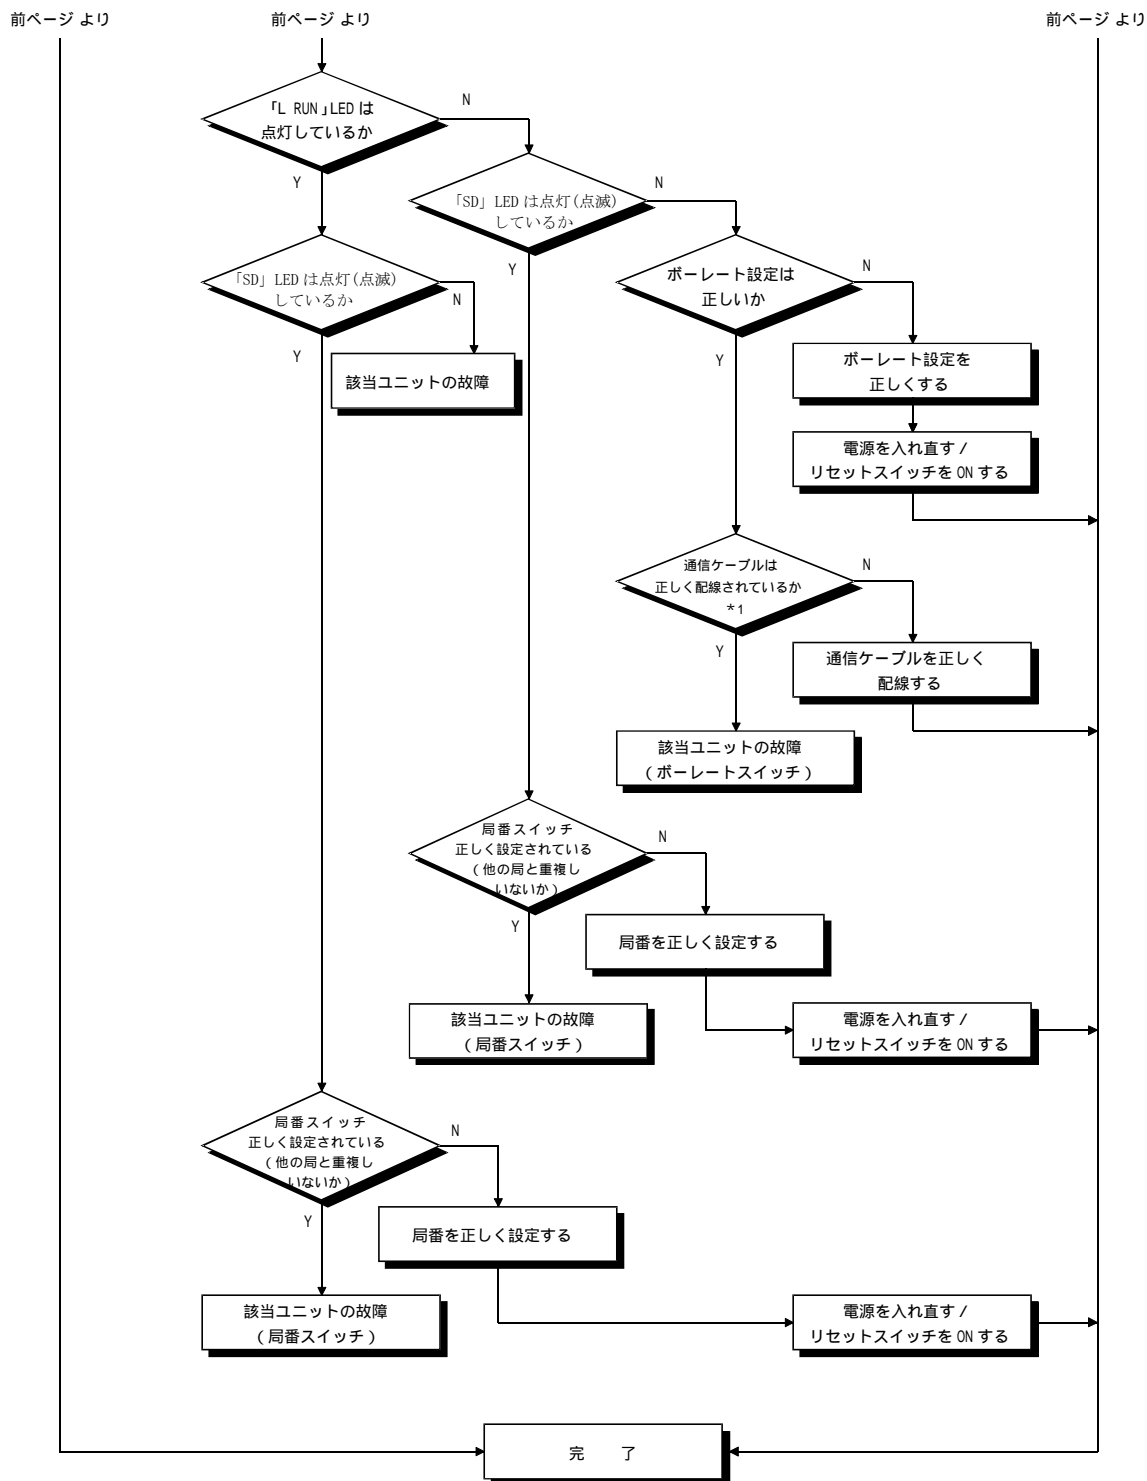 前ページ より
前ページ より
前ページ より
「L RUN」LED は
点灯しているか
N
Y
「SD」LED は点灯(点滅)
しているか
N
Y
「SD」LED は点灯(点滅)
しているか
N
Y
該当ユニットの故障
ボーレート設定は
正しいか
N
Y
ボーレート設定を
正しくする
電源を入れ直す /
リセットスイッチを ON する
通信ケーブルは
正しく配線されているか
*1
N
Y
通信ケーブルを正しく
配線する
該当ユニットの故障
( ボーレートスイッチ )
局番スイッチ
正しく設定されている
( 他の局と重複し
いないか )
N
Y
局番を正しく設定する
該当ユニットの故障
( 局番スイッチ )
電源を入れ直す /
リセットスイッチを ON する
局番スイッチ
正しく設定されている
( 他の局と重複し
いないか )
N
Y
局番を正しく設定する
該当ユニットの故障
( 局番スイッチ )
電源を入れ直す /
リセットスイッチを ON する
完 了